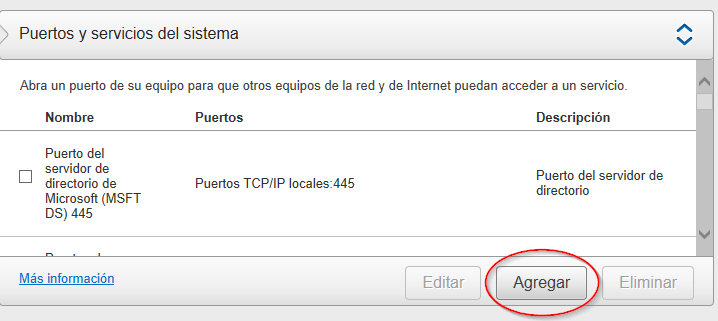 Puertos y servicios del sistema
Abra un puerto de su equipo para que otros equipos de la red y de Internet puedan acceder a un servicio.
Nombre Puertos Descripción
Puerto del
servidor de
directorio de
Microsoft (MSFT
DS) 445
Puertos TCP/IP locales:445
Puerto del servidor de
directorio
Más información
Editar Agregar Eliminar